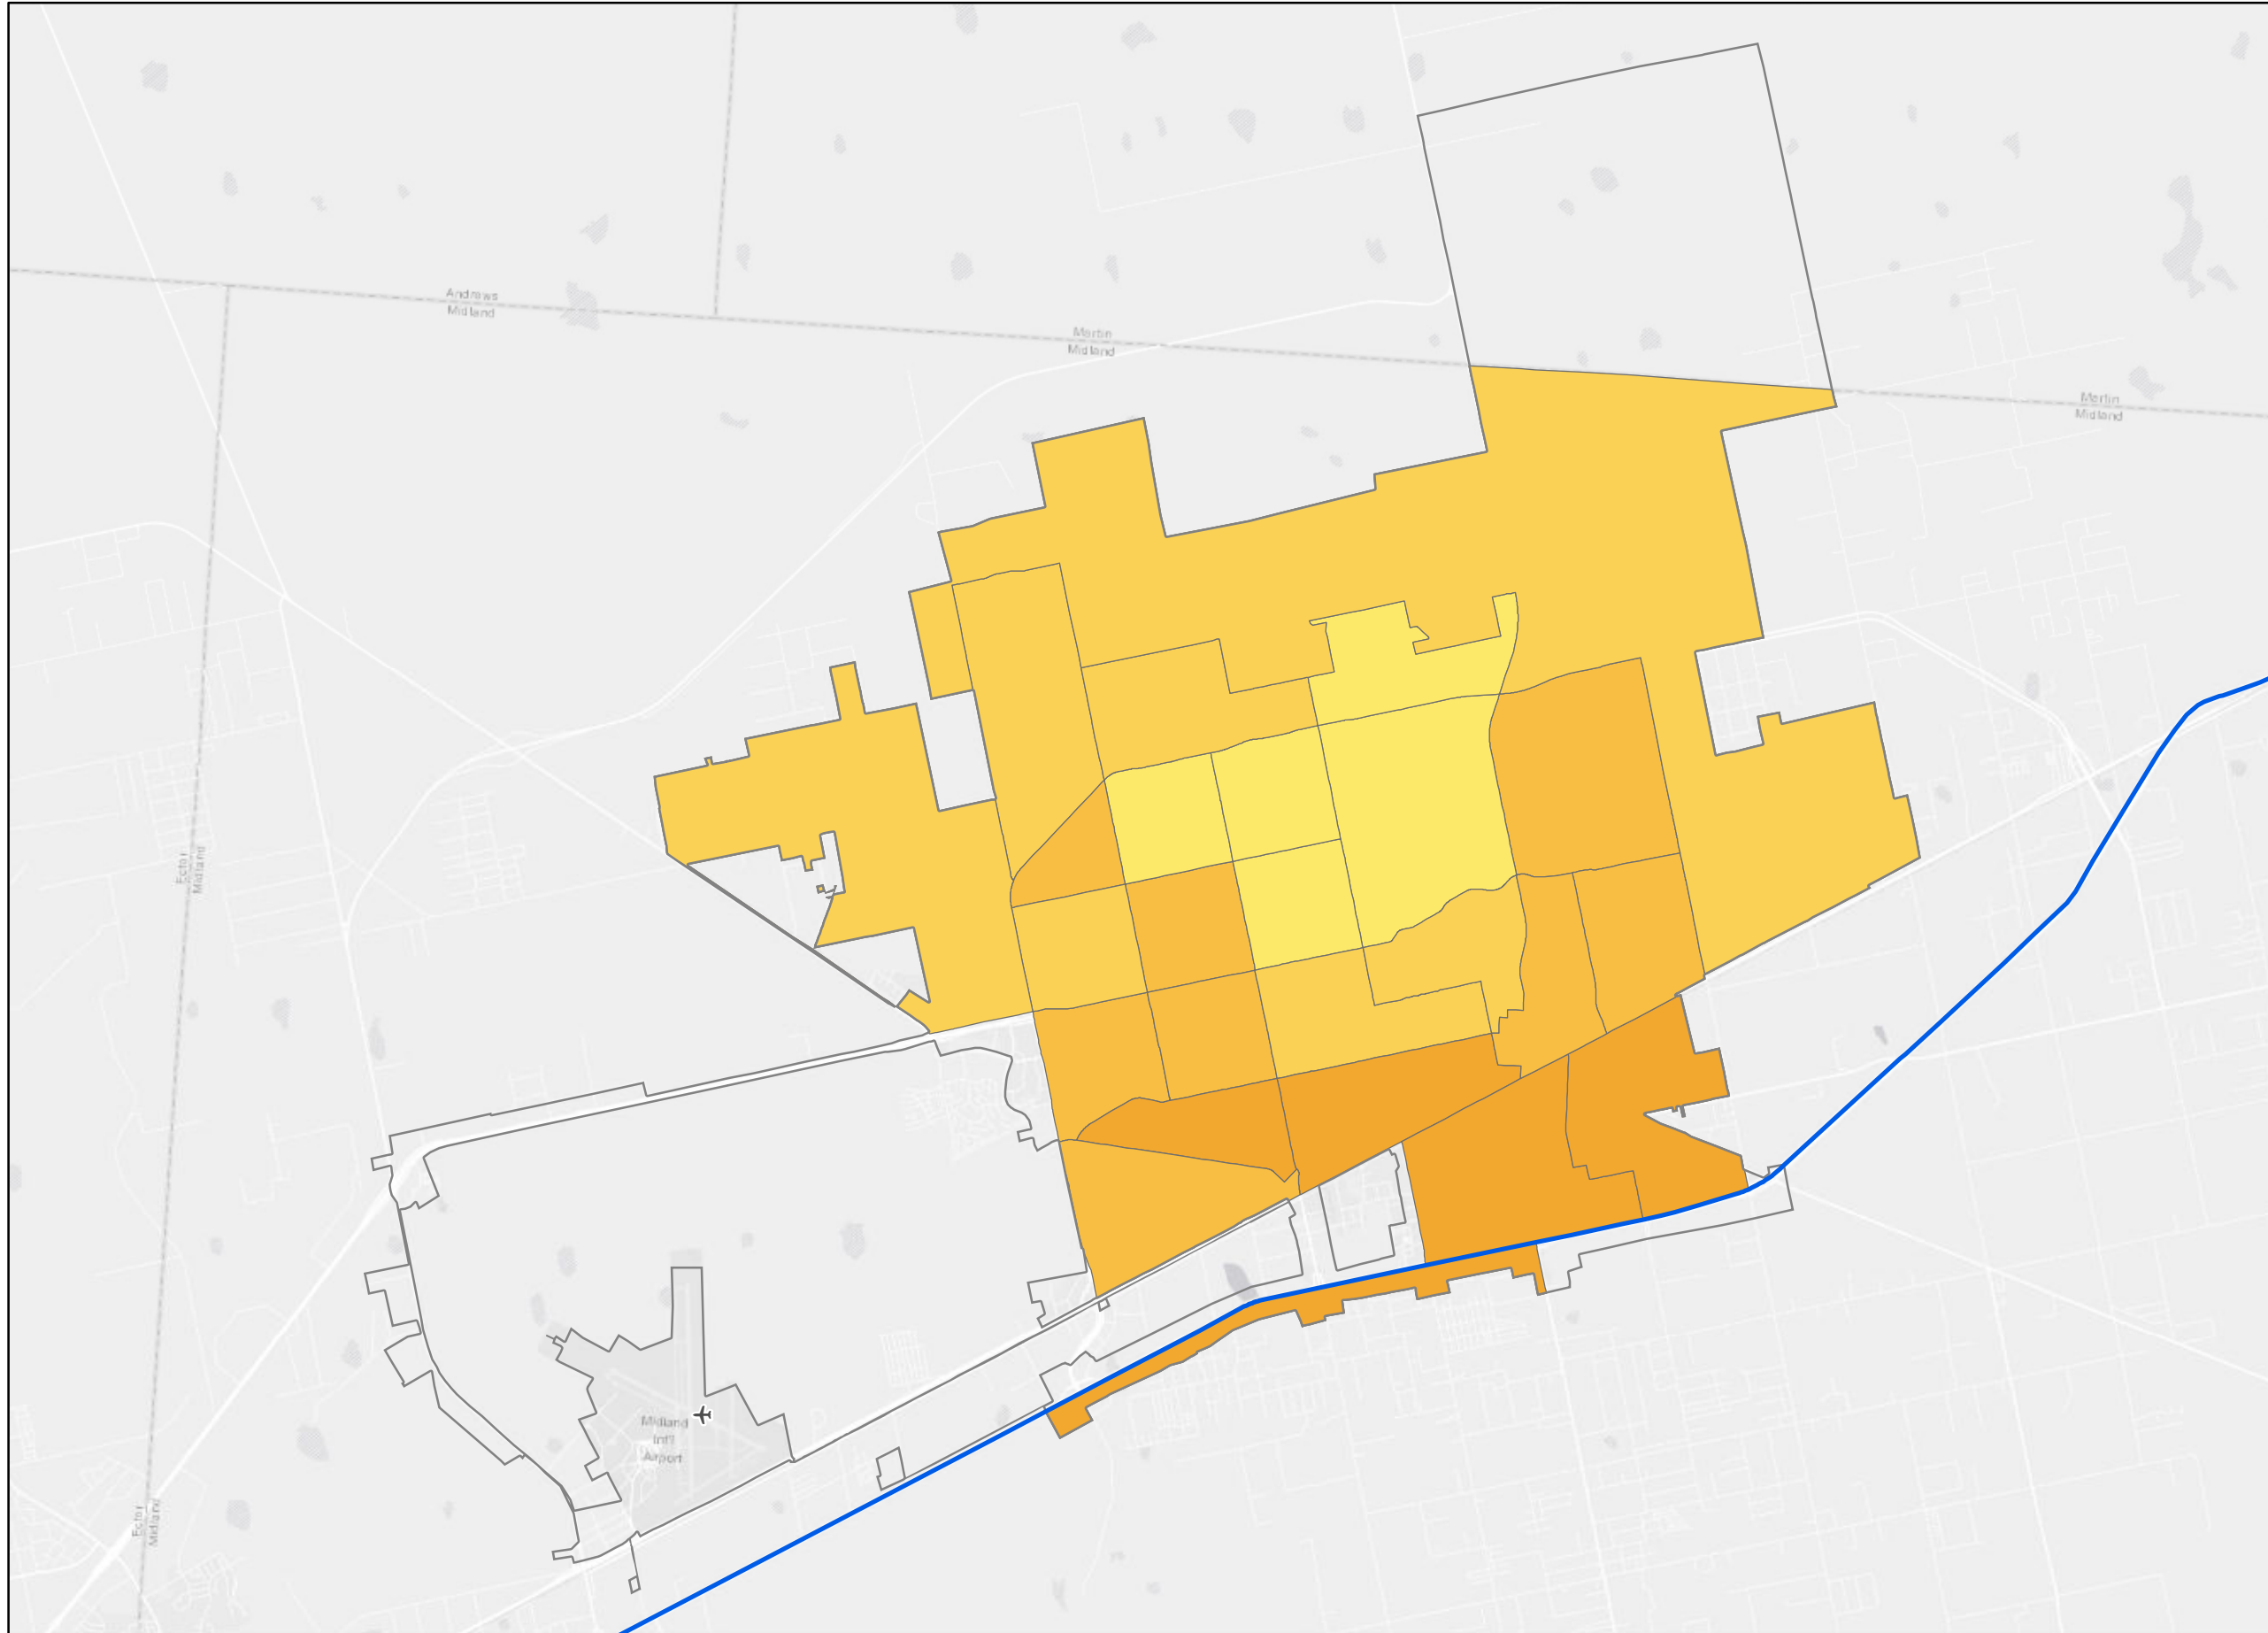 Andrews
Midland
Martin
Midland
Martin
Midland
Ector
Midland
Midland
Int'l
Airport
Ector
Midland